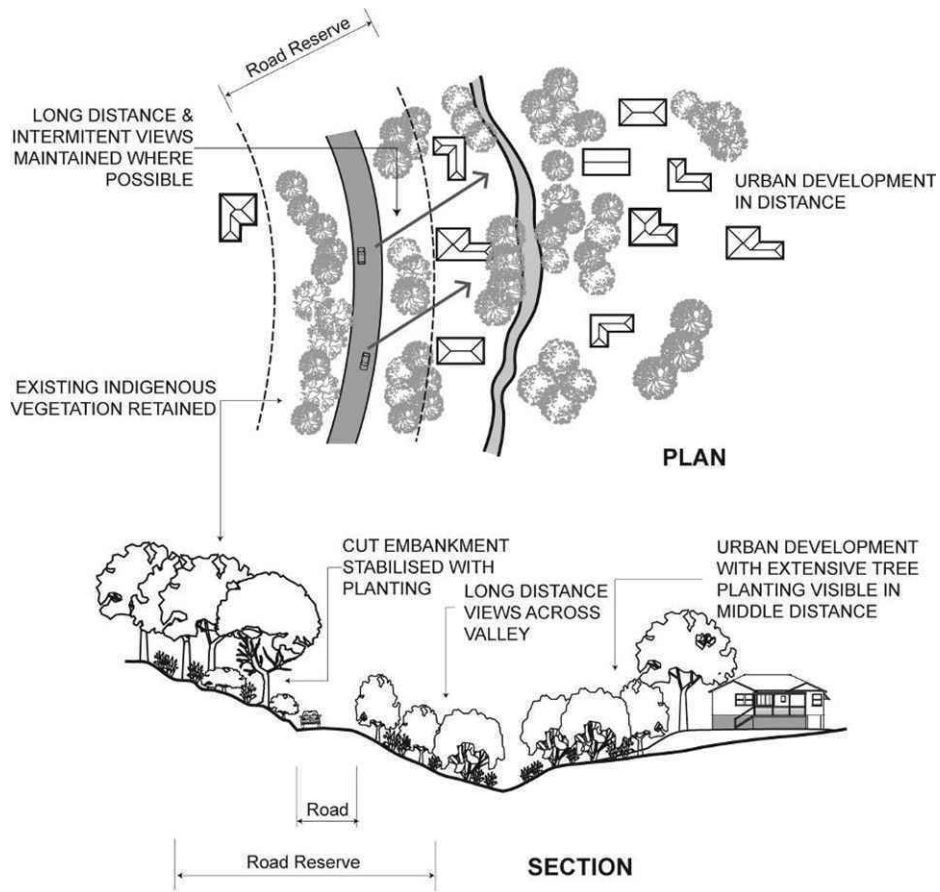 Road Reserve
LONG DISTANCE &
INTERMITENT VIEWS
MAINTAINED WHERE
POSSIBLE
URBAN DEVELOPMENT
IN DISTANCE
EXISTING INDIGENOUS
VEGETATION RETAINED
PLAN
CUT EMBANKMENT
STABILISED WITH
PLANTING
LONG DISTANCE
VIEWS ACROSS
VALLEY
URBAN DEVELOPMENT
WITH EXTENSIVE TREE
PLANTING VISIBLE IN
MIDDLE DISTANCE
Road
Road Reserve
SECTION